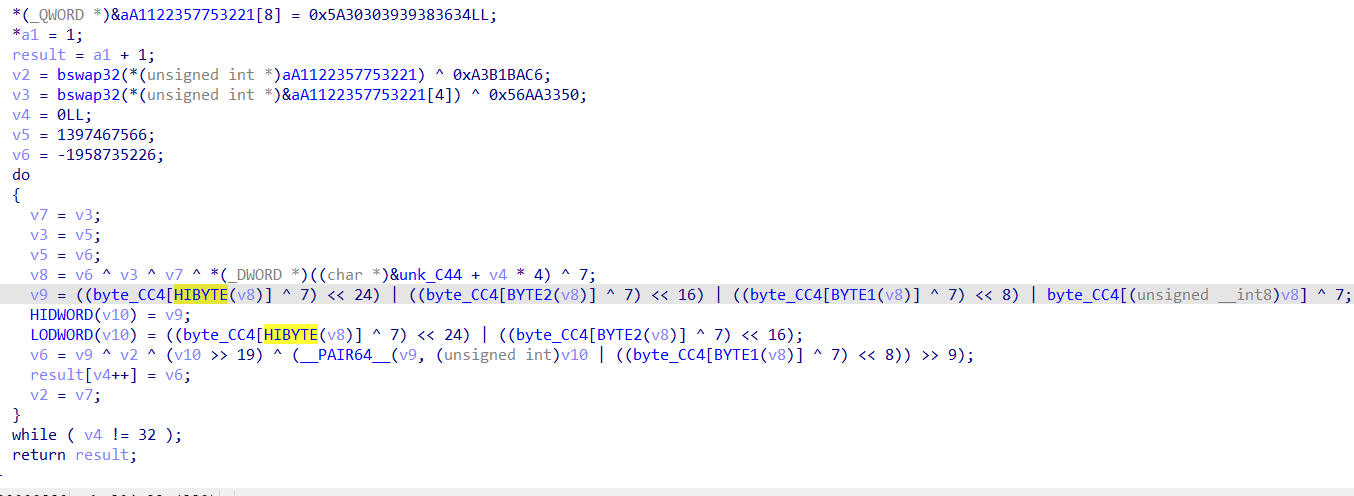 *(_QWORD *)&aA1122357753221[8] = 0x5A30303939383634LL;
*a1 = 1;
result = a1 + 1;
v2 = bswap32(*(unsigned int *)aA1122357753221) ^ 0xA3B1BAC6;
v3 = bswap32(*(unsigned int *)&aA1122357753221[4]) ^ 0x56AA3350;
v4 = 0LL;
v5 = 1397467566;
v6 = -1958735226;
do
{
v7 = v3;
v3 = v5;
v5 = v6;
v8 = v6 ^ v3 ^ v7 ^ *(_DWORD *)((char *)&unk_C44 + v4 * 4) ^ 7;
v9 = ((byte_CC4[HIBYTE(v8)] ^ 7) << 24) | ((byte_CC4[BYTE2(v8)] ^ 7) << 16) | ((byte_CC4[BYTE1(v8)] ^ 7) << 8) | byte_CC4[(unsigned __int8)v8] ^ 7;
HIDWORD(v10) = v9;
LODWORD(v10) = ((byte_CC4[HIBYTE(v8)] ^ 7) << 24) | ((byte_CC4[BYTE2(v8)] ^ 7) << 16);
v6 = v9 ^ v2 ^ (v10 >> 19) ^ (__PAIR64__(v9, (unsigned int)v10 | ((byte_CC4[BYTE1(v8)] ^ 7) << 8)) >> 9);
result[v4++] = v6;
v2 = v7;
}
while ( v4 != 32 );
return result;